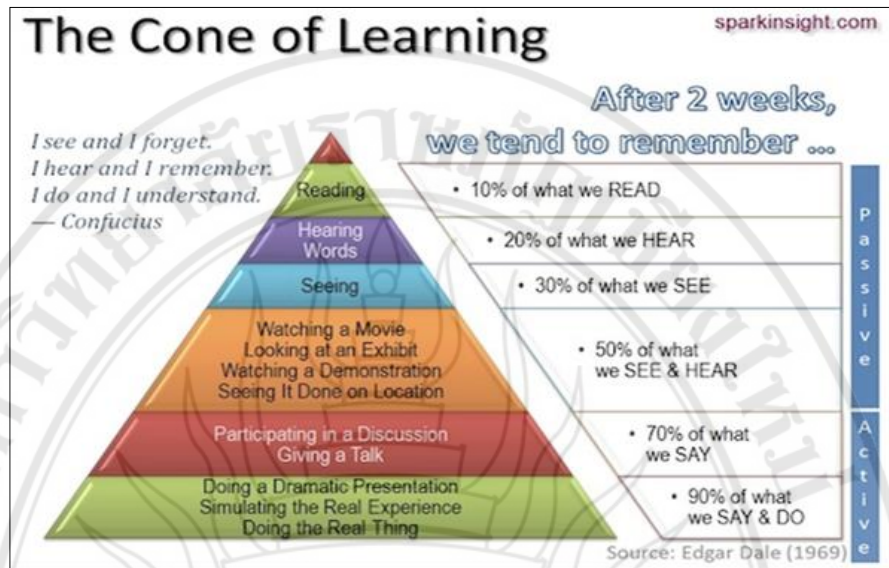 The Cone of Learning
sparkinsight.com
After 2 weeks,
we tend to remember ...
I see and I forget.
I hear and I remember.
I do and I understand.
— Confucius
Reading
• 10% of what we READ
Hearing
Words
• 20% of what we HEAR
Seeing
• 30% of what we SEE
Watching a Movie
Looking at an Exhibit
Watching a Demonstration
Seeing It Done on Location
• 50% of what
we SEE & HEAR
Participating in a Discussion
Giving a Talk
• 70% of what
we SAY
Doing a Dramatic Presentation
Simulating the Real Experience
Doing the Real Thing
• 90% of what
we SAY & DO
Passive
Active
Source: Edgar Dale (1969)